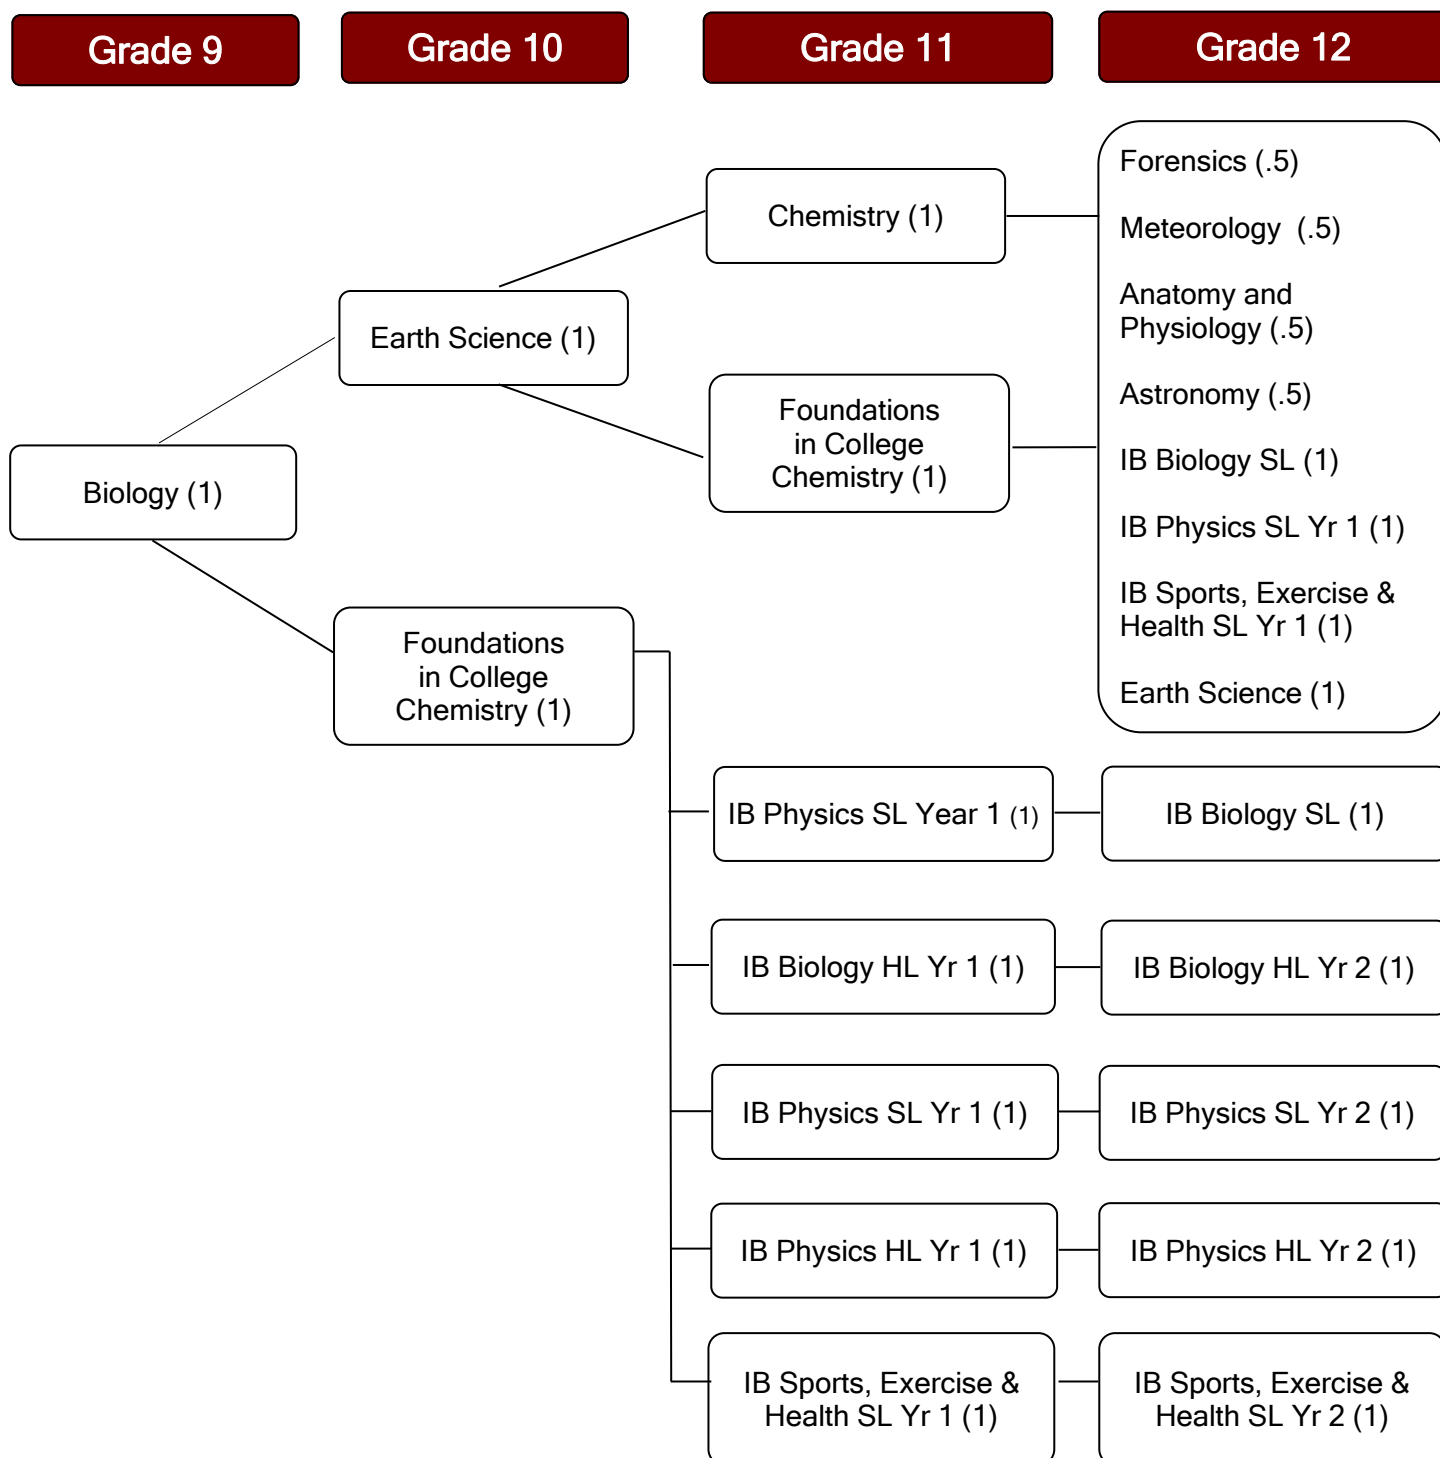 Grade 9
Grade 10
Grade 11
Grade 12
Biology (1)
Earth Science (1)
Foundations
in College
Chemistry (1)
Chemistry (1)
Foundations
in College
Chemistry (1)
Forensics (.5)
Meteorology  (.5)
Anatomy and
Physiology (.5)
Astronomy (.5)
IB Biology SL (1)
IB Physics SL Yr 1 (1)
IB Sports, Exercise &
Health SL Yr 1 (1)
Earth Science (1)
IB Physics SL Year 1 (1)
IB Biology SL (1)
IB Biology HL Yr 1 (1)
IB Biology HL Yr 2 (1)
IB Physics SL Yr 1 (1)
IB Physics SL Yr 2 (1)
IB Physics HL Yr 1 (1)
IB Physics HL Yr 2 (1)
IB Sports, Exercise &
Health SL Yr 1 (1)
IB Sports, Exercise &
Health SL Yr 2 (1)